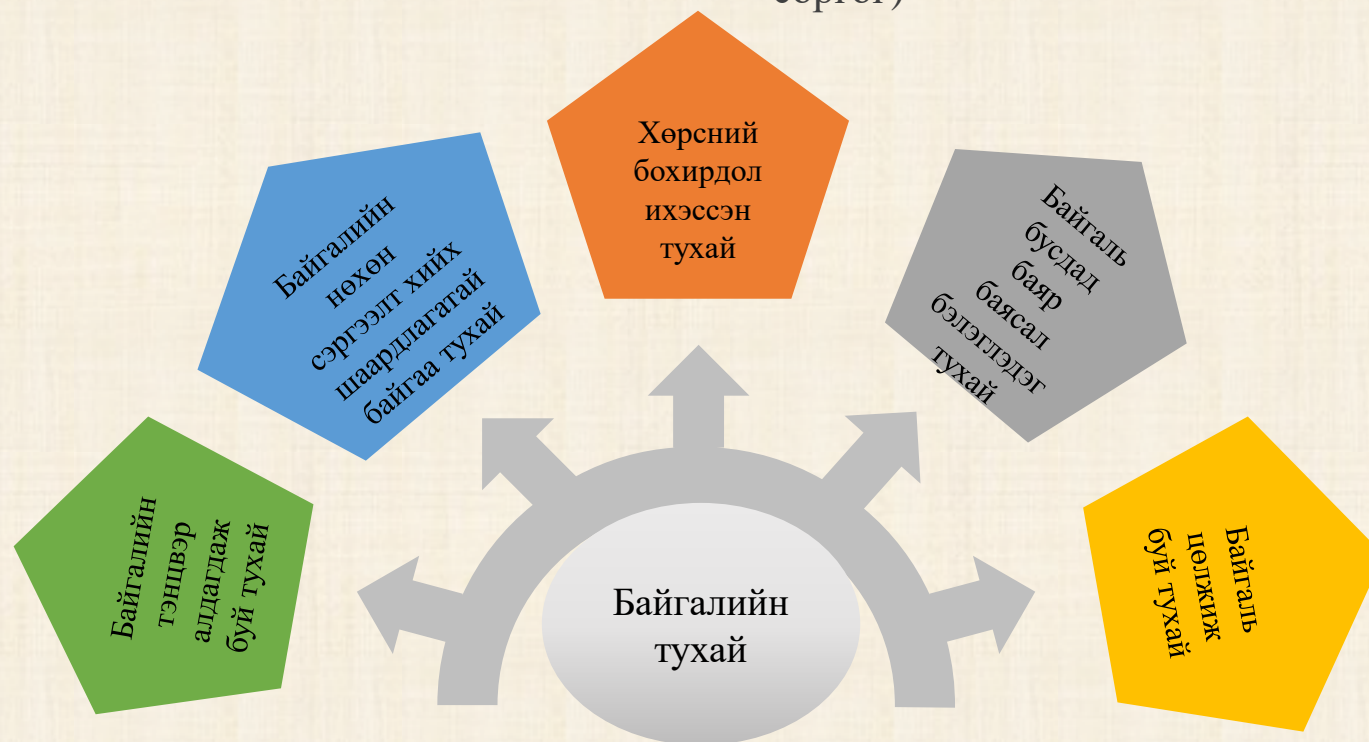 Хөрсний
бохирдол
ихэссэн
тухай
Байгалийн
нөхөн
сэргээлт хийх
шаардлагатай
байгаа тухай
Байгаль
бусдад
баяр
баясал
бэлэглэдэг
тухай
Байгалийн
тэнцвэр
алдагдаж
буй тухай
Байгаль
цөлжиж
буй тухай
Байгалийн
тухай